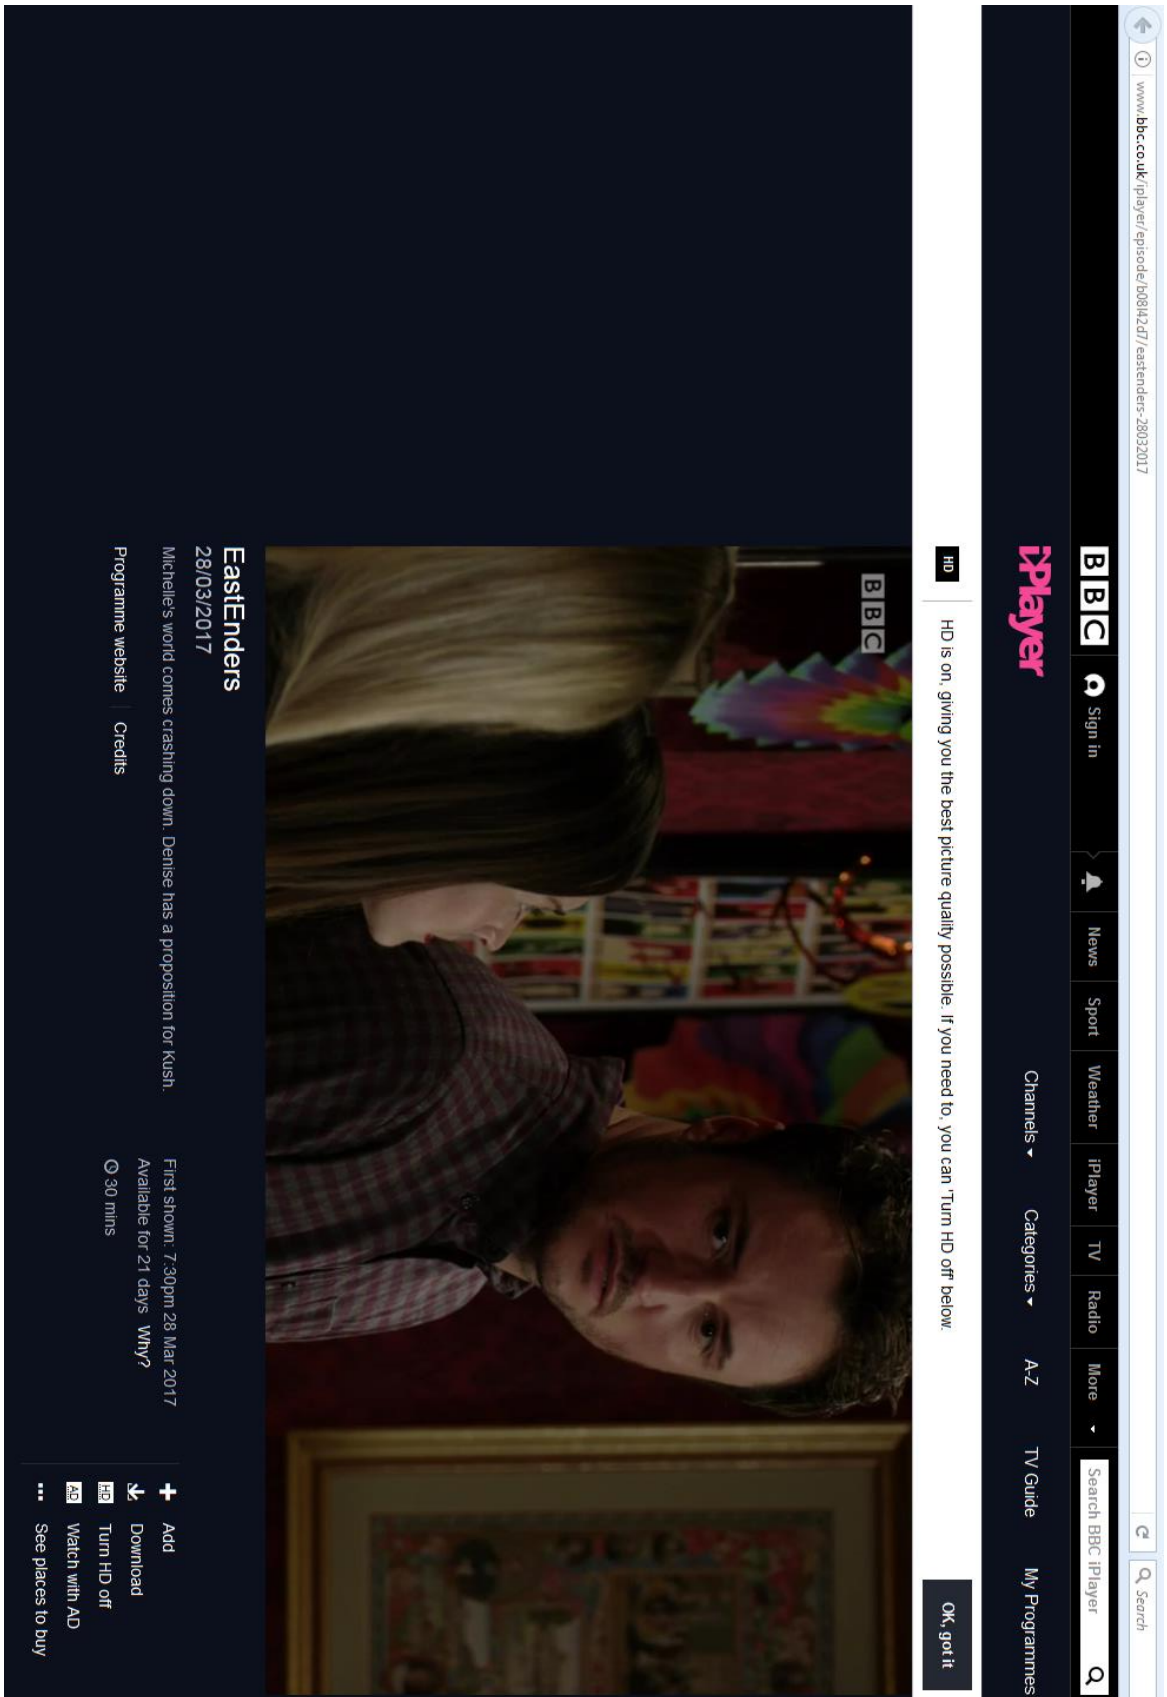 www.bbc.co.uk/iplayer/episode/b08l42d7/eastenders-28032017
Search
BBC Sign in News Sport Weather iPlayer TV Radio More Search BBC iPlayer
iPlayer Channels Categories A-Z TV Guide My Programmes
HD HD is on, giving you the best picture quality possible. If you need to, you can 'Turn HD off' below. OK, got it
BBC
EastEnders
28/03/2017
Michelle's world comes crashing down. Denise has a proposition for Kush.
Programme website Credits
First shown: 7:30pm 28 Mar 2017
Available for 21 days Why?
30 mins
Add
Download
HD Turn HD off
AD Watch with AD
See places to buy